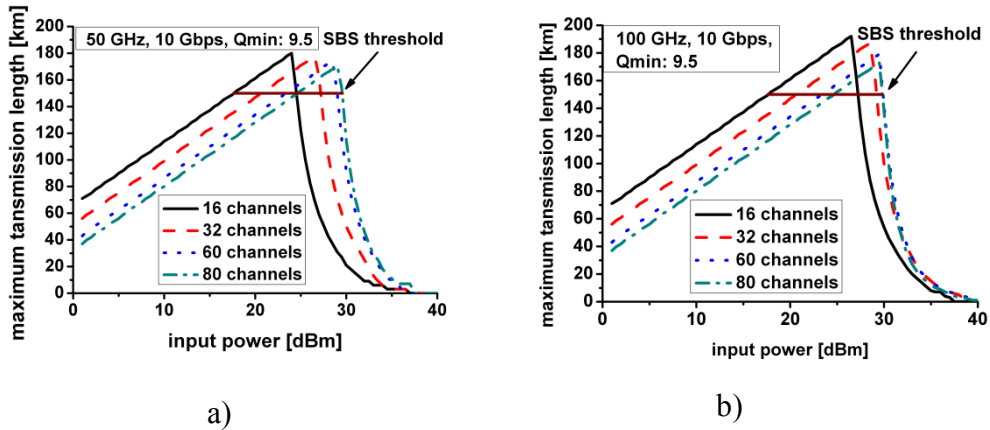 maximum tansmission length [km]
200
180
160
140
120
100
80
60
40
20
0
50 GHz, 10 Gbps, Qmin: 9.5
SBS threshold
16 channels
32 channels
60 channels
80 channels
0 10 20 30 40
input power [dBm]
a)
maximum tansmission length [km]
200
180
160
140
120
100
80
60
40
20
0
100 GHz, 10 Gbps,
Qmin: 9.5
SBS threshold
16 channels
32 channels
60 channels
80 channels
0 10 20 30 40
input power [dBm]
b)